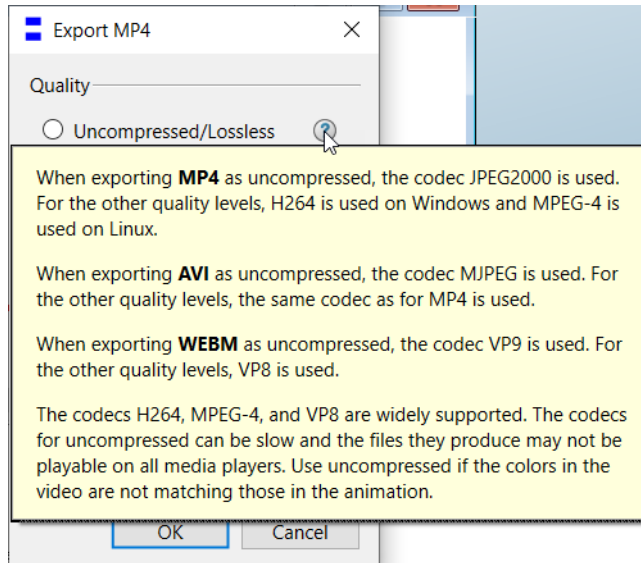 Export MP4
Quality
Uncompressed/Lossless
When exporting MP4 as uncompressed, the codec JPEG2000 is used.
For the other quality levels, H264 is used on Windows and MPEG-4 is
used on Linux.
When exporting AVI as uncompressed, the codec MJPEG is used. For
the other quality levels, the same codec as for MP4 is used.
When exporting WEBM as uncompressed, the codec VP9 is used. For
the other quality levels, VP8 is used.
The codecs H264, MPEG-4, and VP8 are widely supported. The codecs
for uncompressed can be slow and the files they produce may not be
playable on all media players. Use uncompressed if the colors in the
video are not matching those in the animation.
OK Cancel